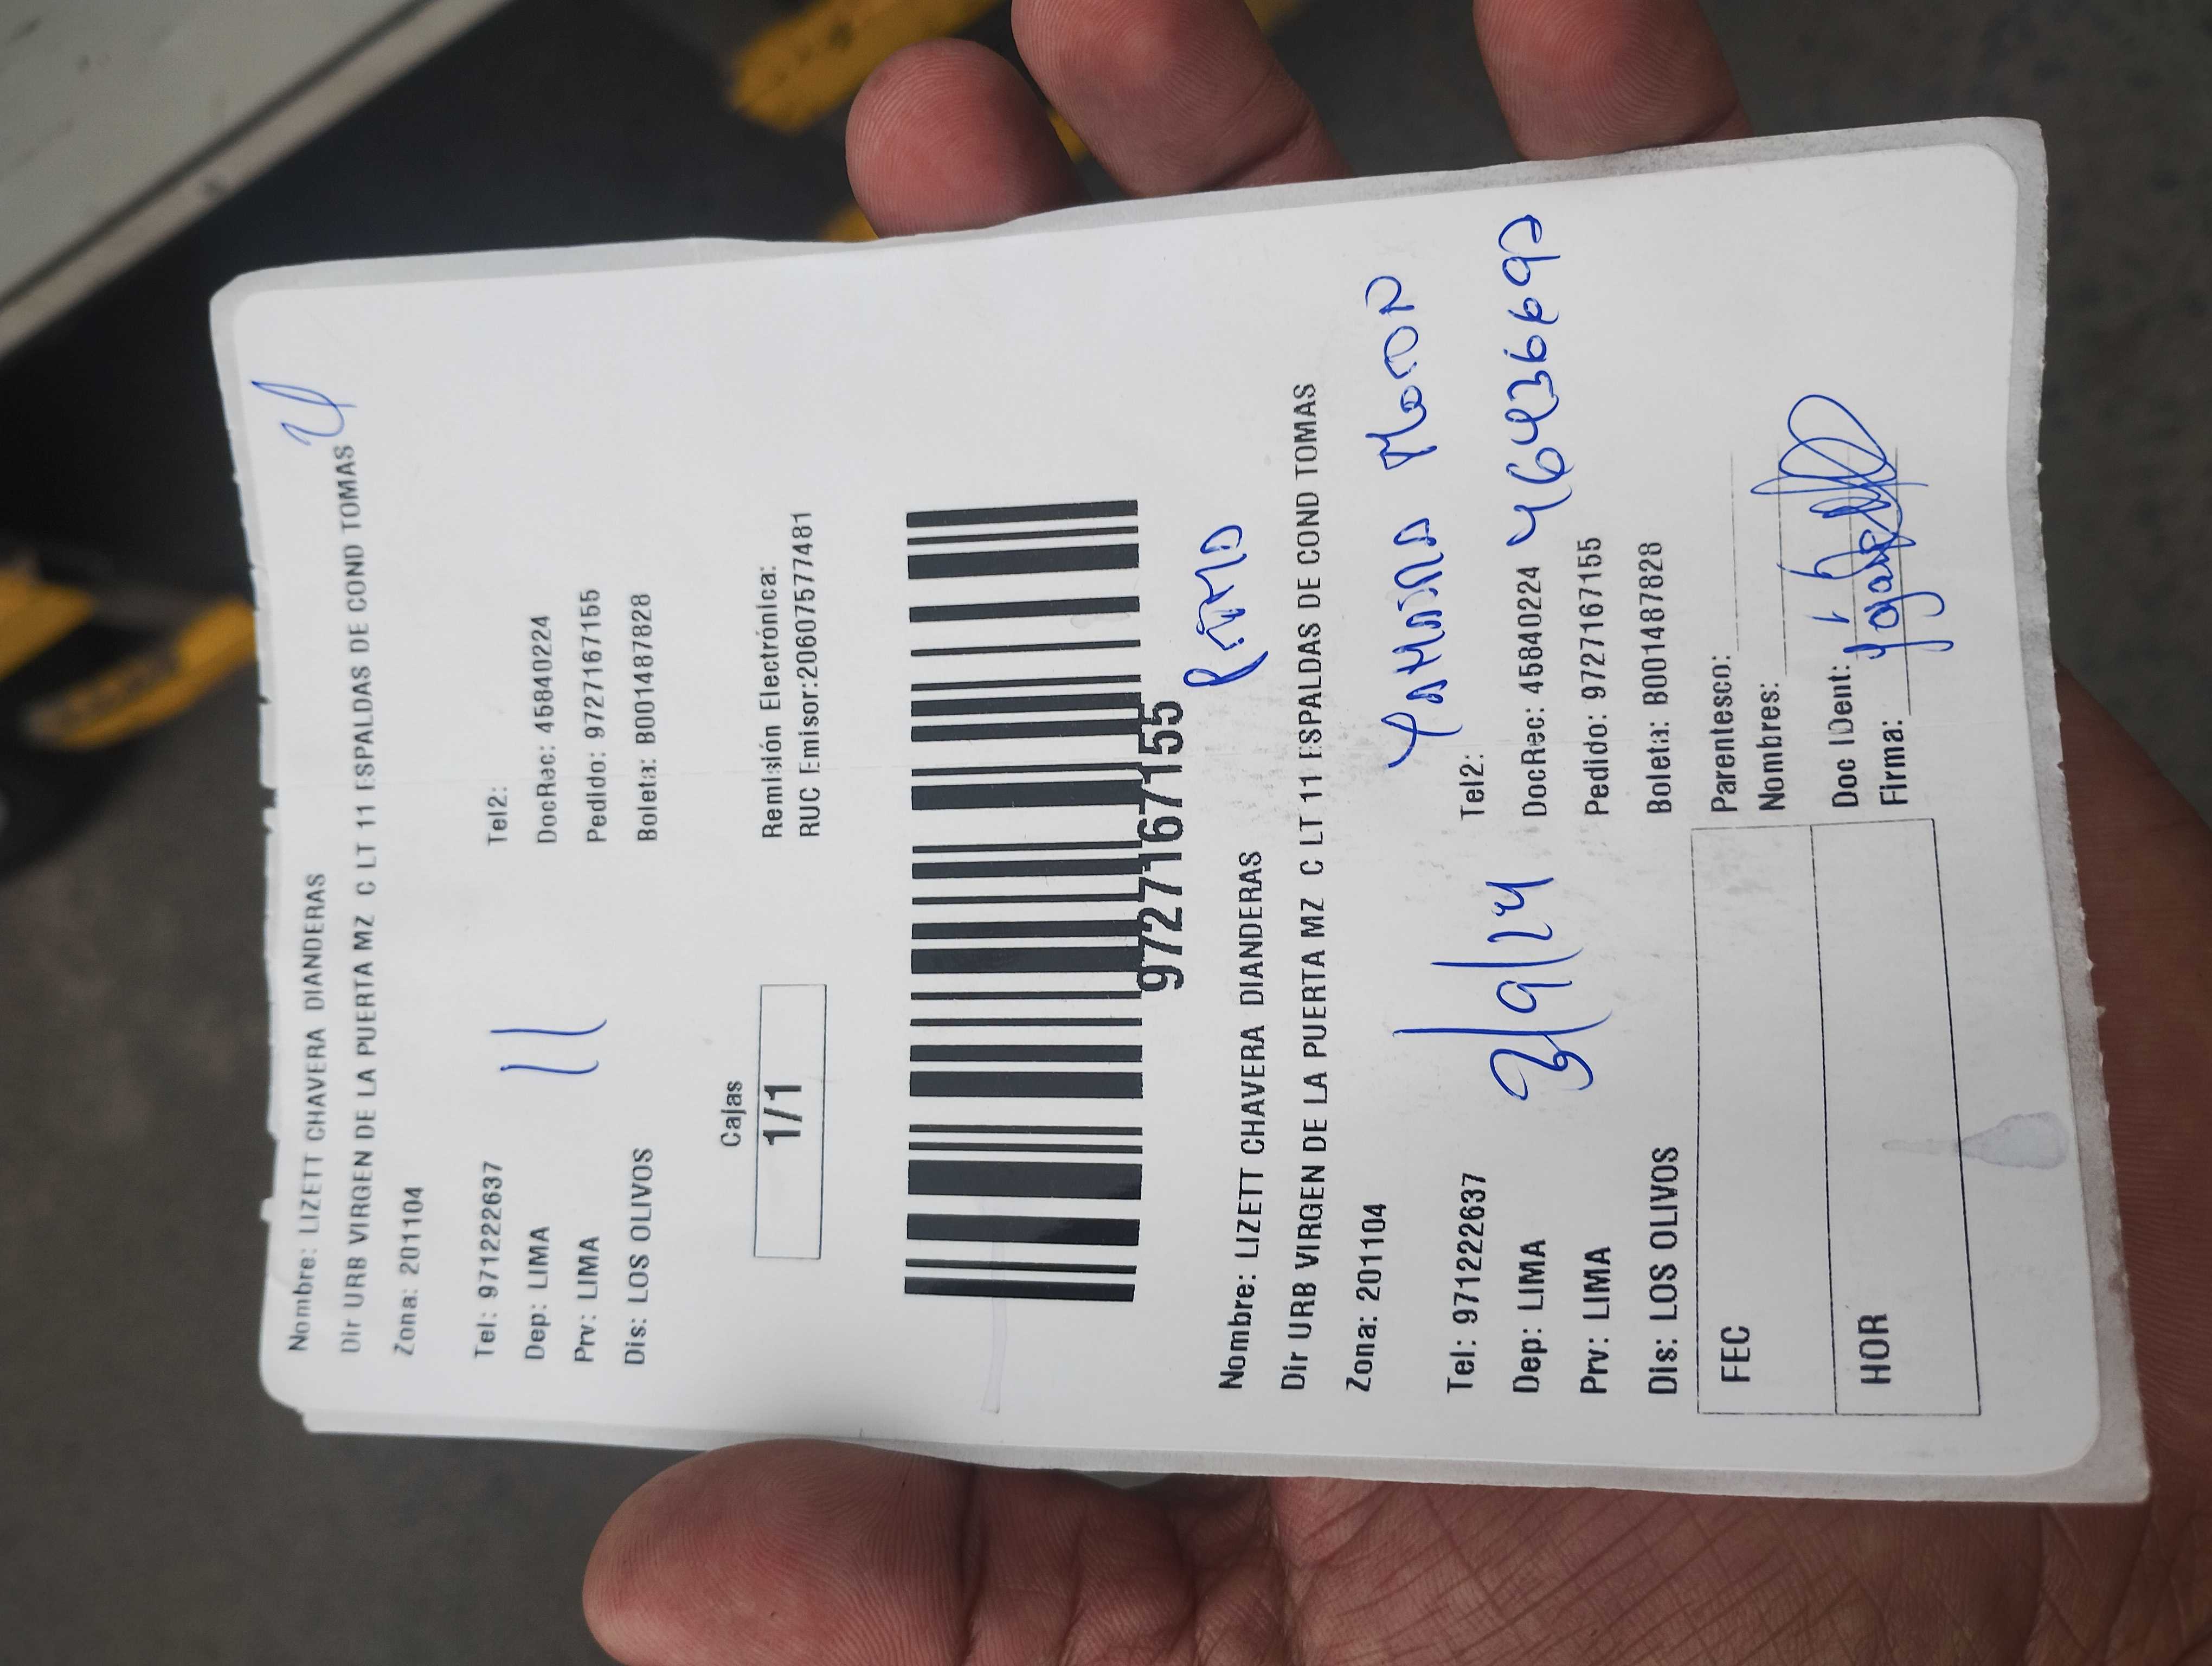 Nombre: LIZETT CHAVERA DIANDERAS
Dir URB VIRGEN DE LA PUERTA MZ C LT 11 ESPALDAS DE COND TOMAS
Zona: 201104
Tel: 971222637 Tel2:
Dep: LIMA DocRec: 45840224
Prv: LIMA 11 Pedido: 97277167155
Dis: LOS OLIVOS Boleta: B001487828
Cajas
1/1
Remisión Electrónica:
RUC Emisor:20607577481
9727167155
Nombre: LIZETT CHAVERA DIANDERAS
Dir URB VIRGEN DE LA PUERTA MZ C LT 11 ESPALDAS DE COND TOMAS
Zona: 201104
Tel: 971222637 Tel2:
Dep: LIMA DocRec: 45840224
Prv: LIMA Pedido: 97277167155
Dis: LOS OLIVOS Boleta: B001487828
FEC
HOR
Parentesco:
Nombres:
Doc IDent:
Firma: